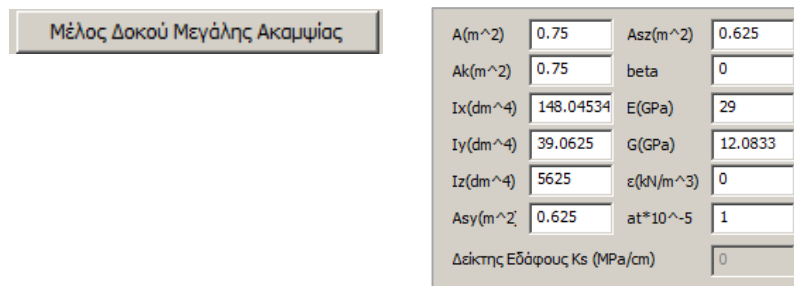 Μέλος Δοκού Μεγάλης Ακαμψίας
A(m^2) 0.75 Asz(m^2) 0.625
Ak(m^2) 0.75 beta 0
Ix(dm^4) 148.04534 E(GPa) 29
Iy(dm^4) 39.0625 G(GPa) 12.0833
Iz(dm^4) 5625 ε(kN/m^3) 0
Asy(m^2) 0.625 at*10^-5 1
Δείκτης Εδάφους Ks (MPa/cm) 0